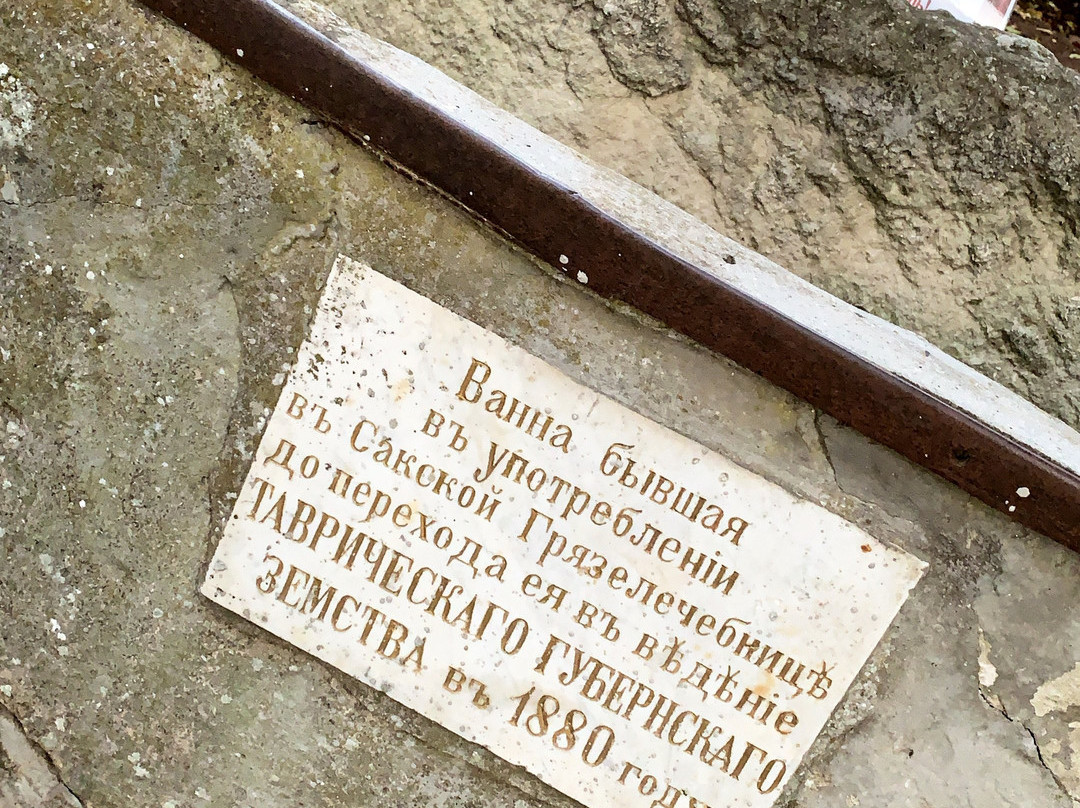 Ванна бывшая
въ употребленіи
въ Сакской Грязелечебницѣ
до перехода ея въ вѣдѣніе
ТАВРИЧЕСКАГО ГУБЕРНСКАГО
ЗЕМСТВА въ 1880 году